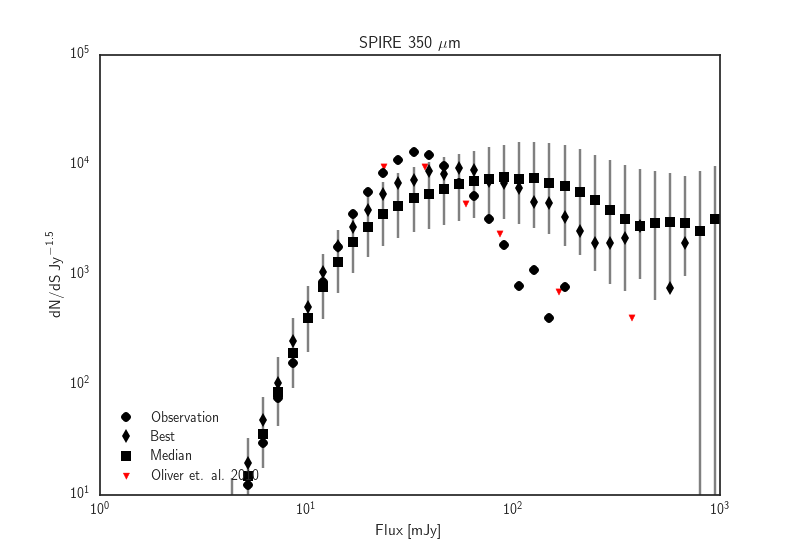 SPIRE 350 μm
10^5
10^4
10^3
10^2
10^1
dN/dS Jy^−1.5
Observation
Best
Median
Oliver et. al. 2010
10^0 10^1 10^2 10^3
Flux [mJy]